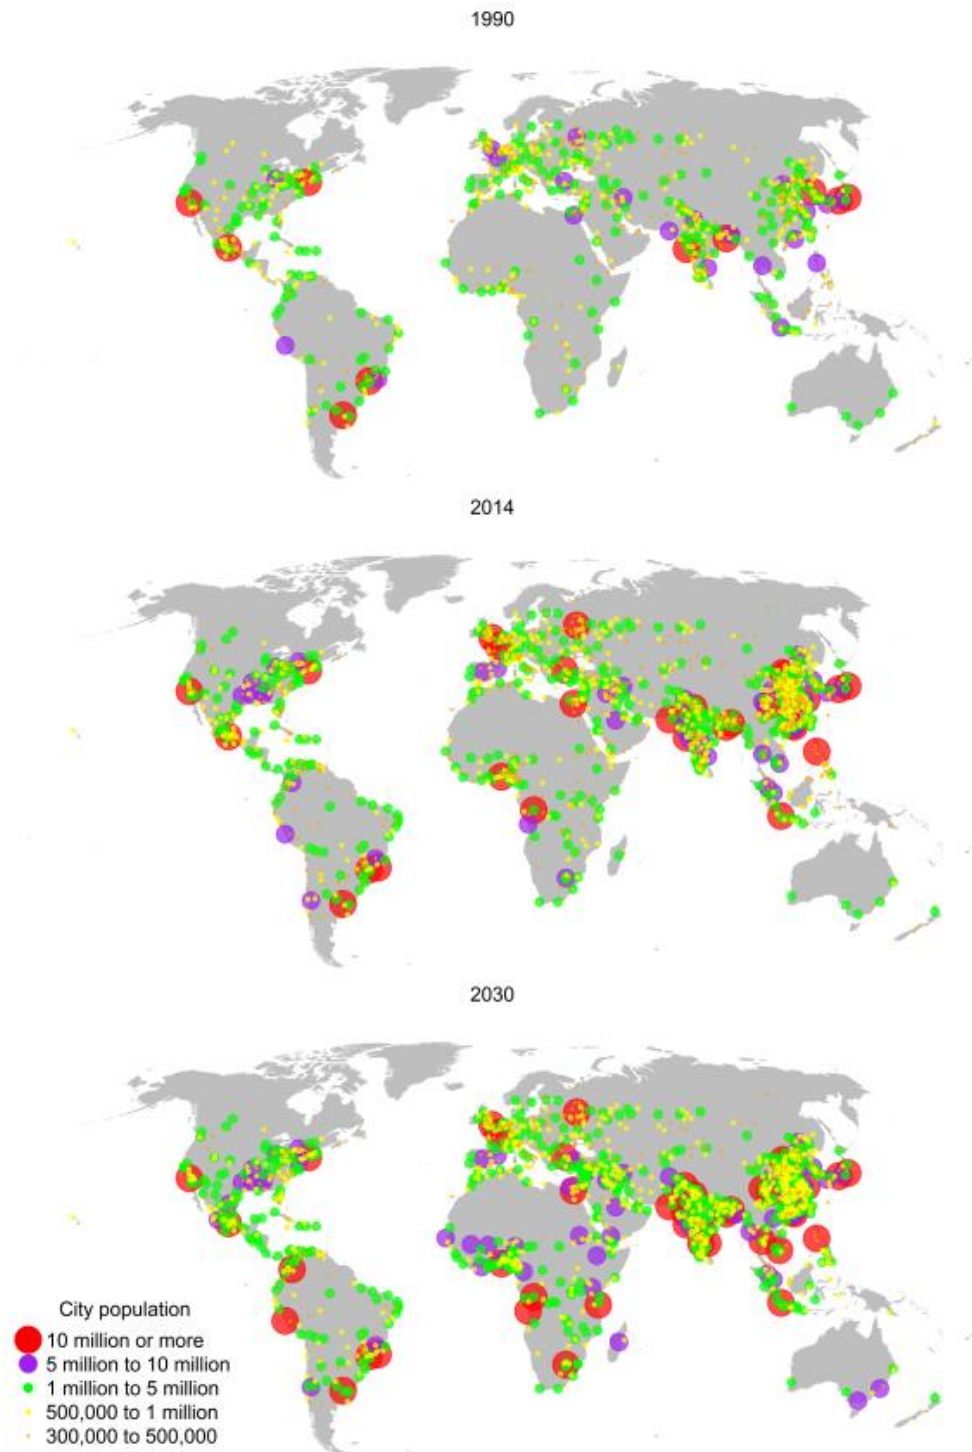 1990
2014
2030
City population
10 million or more
5 million to 10 million
1 million to 5 million
500,000 to 1 million
300,000 to 500,000